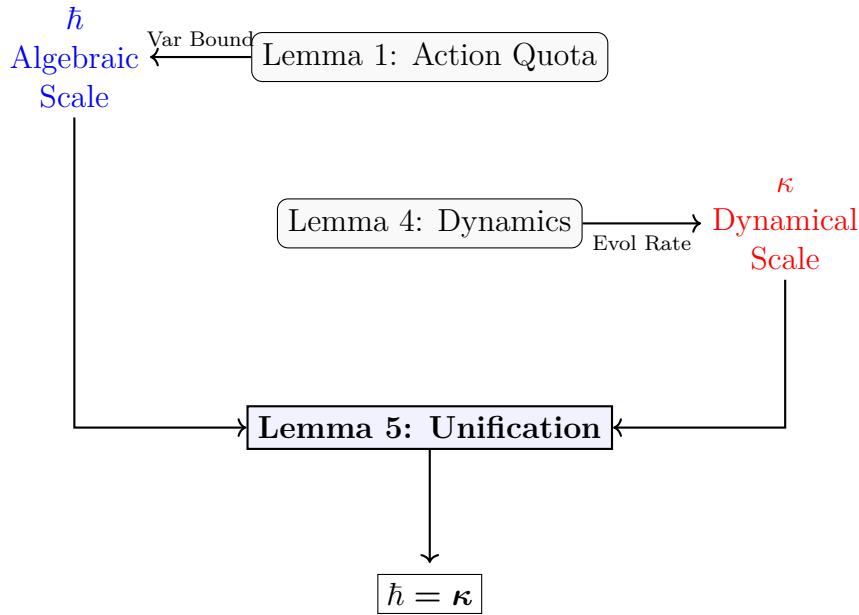 ℏ
Algebraic
Scale
Var Bound
Lemma 1: Action Quota
Lemma 4: Dynamics
Evol Rate
κ
Dynamical
Scale
Lemma 5: Unification
ℏ = κ